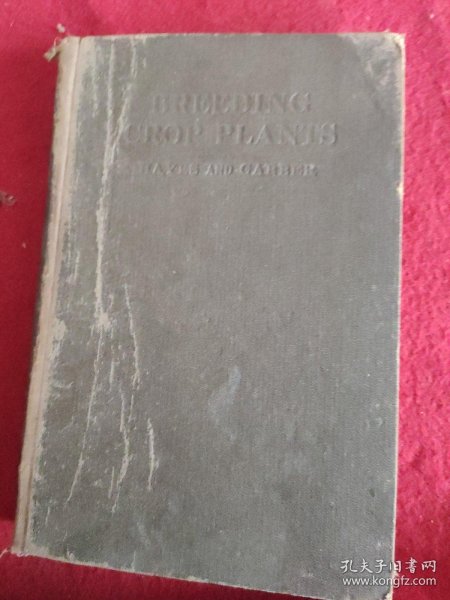 BREEDING
CROP PLANTS
HAYES AND GARBER
孔夫子旧书网
www.kongfz.com